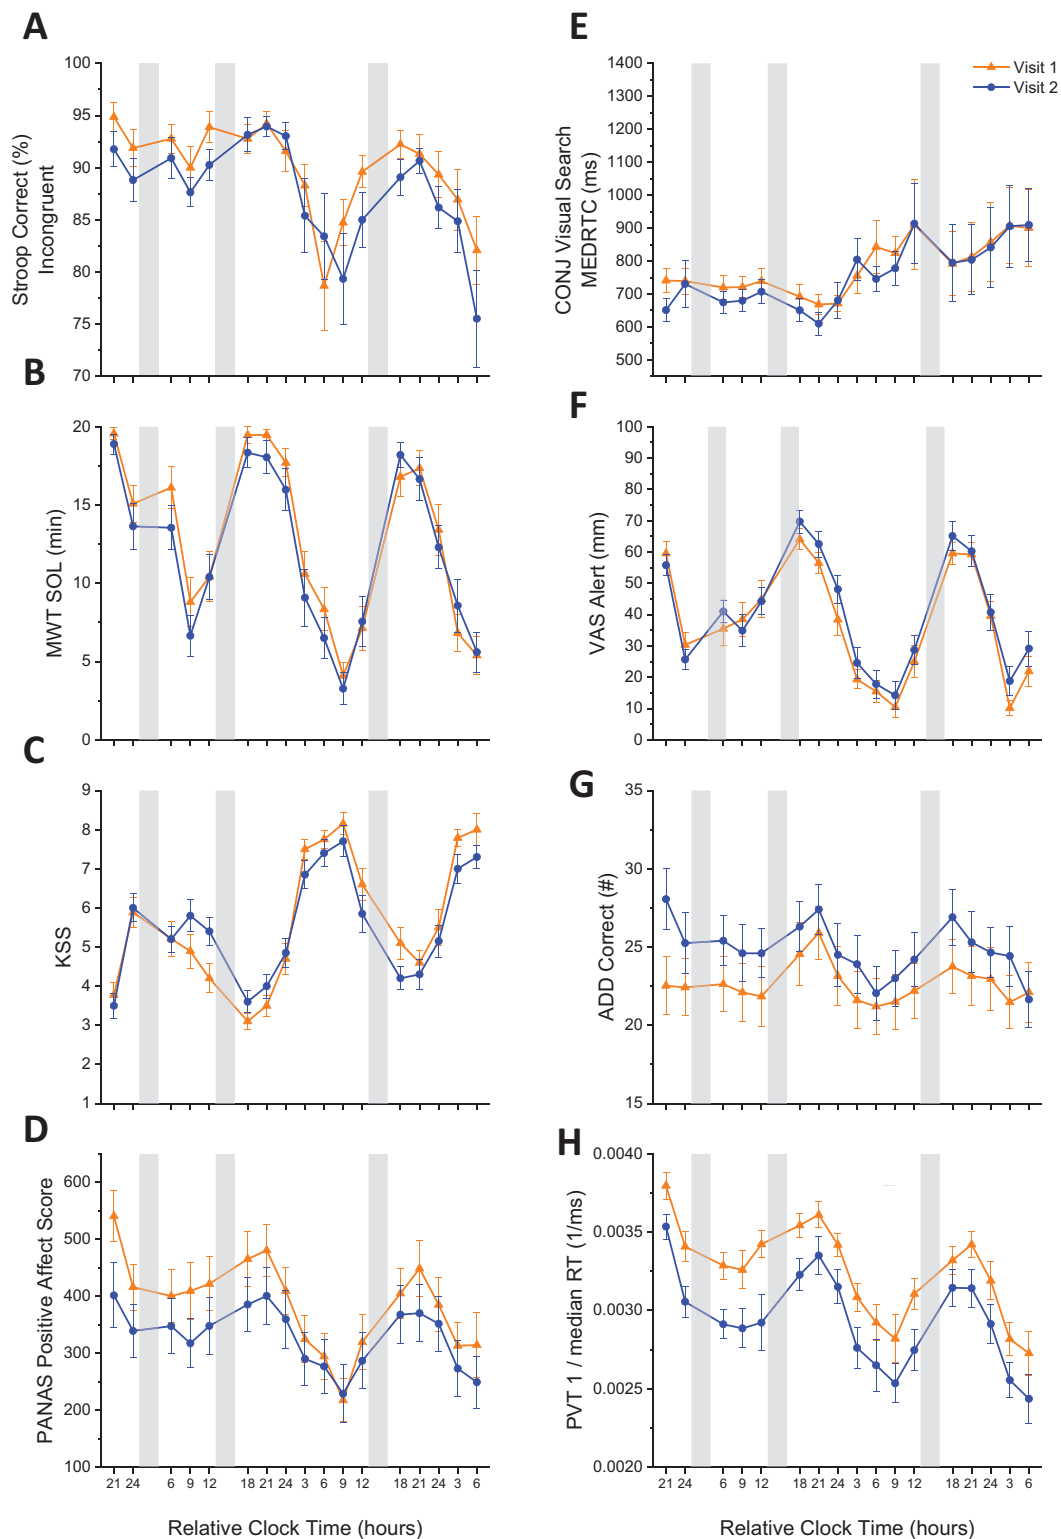 A
Stroop Correct (%)
Incongruent
100
95
90
85
80
75
70
B
MWT SOL (min)
20
15
10
5
0
C
KSS
9
8
7
6
5
4
3
2
1
D
PANAS Positive Affect Score
600
500
400
300
200
100
21 24 6 9 12 18 21 24 3 6 9 12 18 21 24 3 6
Relative Clock Time (hours)
E
Visit 1
Visit 2
CONJ Visual Search
MEDRTC (ms)
1400
1300
1200
1100
1000
900
800
700
600
500
F
VAS Alert (mm)
100
90
80
70
60
50
40
30
20
10
0
G
ADD Correct (#)
35
30
25
20
15
H
PVT 1 / median RT (1/ms)
0.0040
0.0035
0.0030
0.0025
0.0020
21 24 6 9 12 18 21 24 3 6 9 12 18 21 24 3 6
Relative Clock Time (hours)